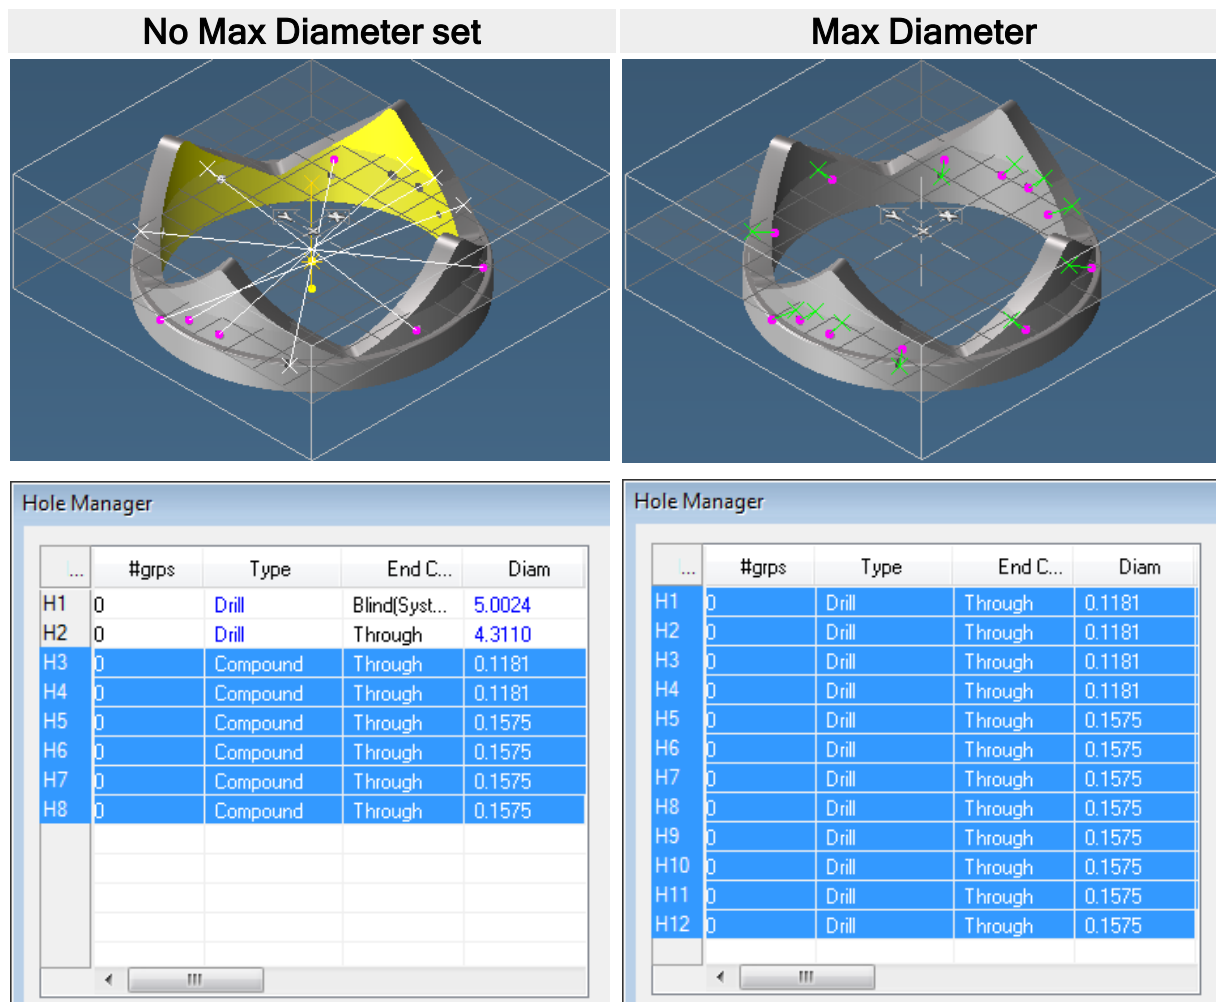 No Max Diameter set
Max Diameter
Hole Manager
... #grps Type End C... Diam
H1 0 Drill Blind(Syst... 5.0024
H2 0 Drill Through 4.3110
H3 0 Compound Through 0.1181
H4 0 Compound Through 0.1181
H5 0 Compound Through 0.1575
H6 0 Compound Through 0.1575
H7 0 Compound Through 0.1575
H8 0 Compound Through 0.1575
Hole Manager
... #grps Type End C... Diam
H1 0 Drill Through 0.1181
H2 0 Drill Through 0.1181
H3 0 Drill Through 0.1181
H4 0 Drill Through 0.1181
H5 0 Drill Through 0.1575
H6 0 Drill Through 0.1575
H7 0 Drill Through 0.1575
H8 0 Drill Through 0.1575
H9 0 Drill Through 0.1575
H10 0 Drill Through 0.1575
H11 0 Drill Through 0.1575
H12 0 Drill Through 0.1575